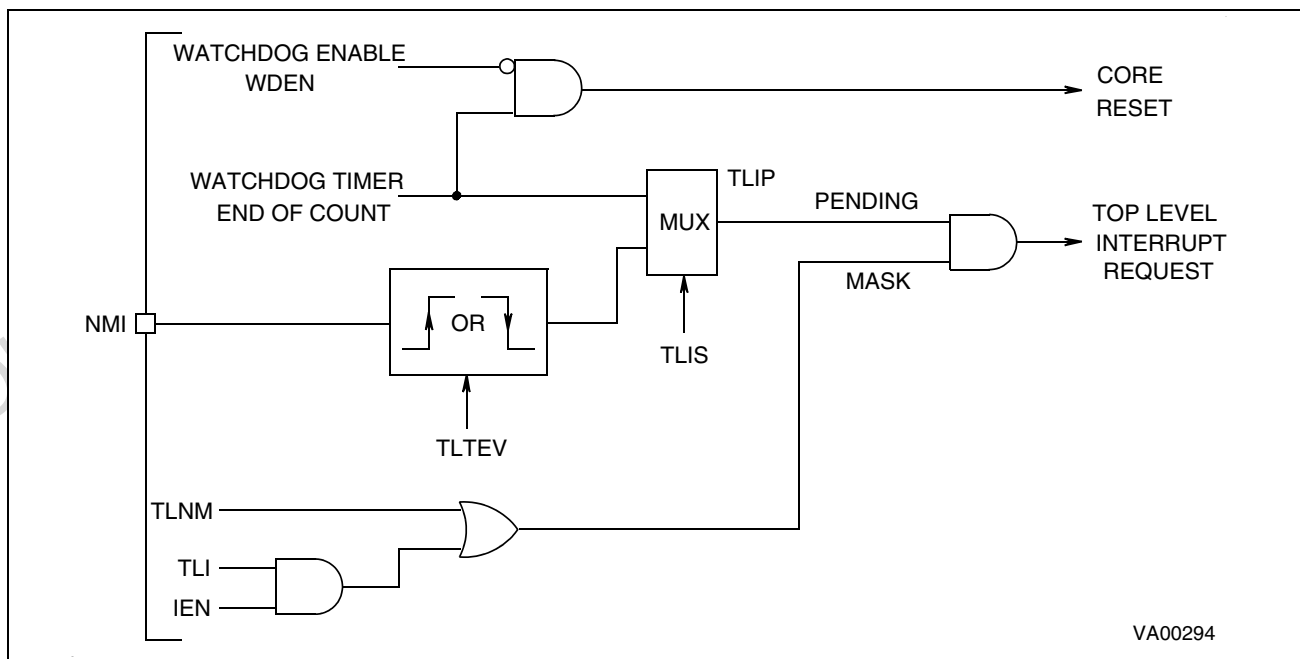 WATCHDOG ENABLE
WDEN
CORE
RESET
WATCHDOG TIMER
END OF COUNT
TLIP
MUX
PENDING
TOP LEVEL
INTERRUPT
REQUEST
MASK
NMI
OR
TLIS
TLTEV
TLNM
TLI
IEN
VA00294